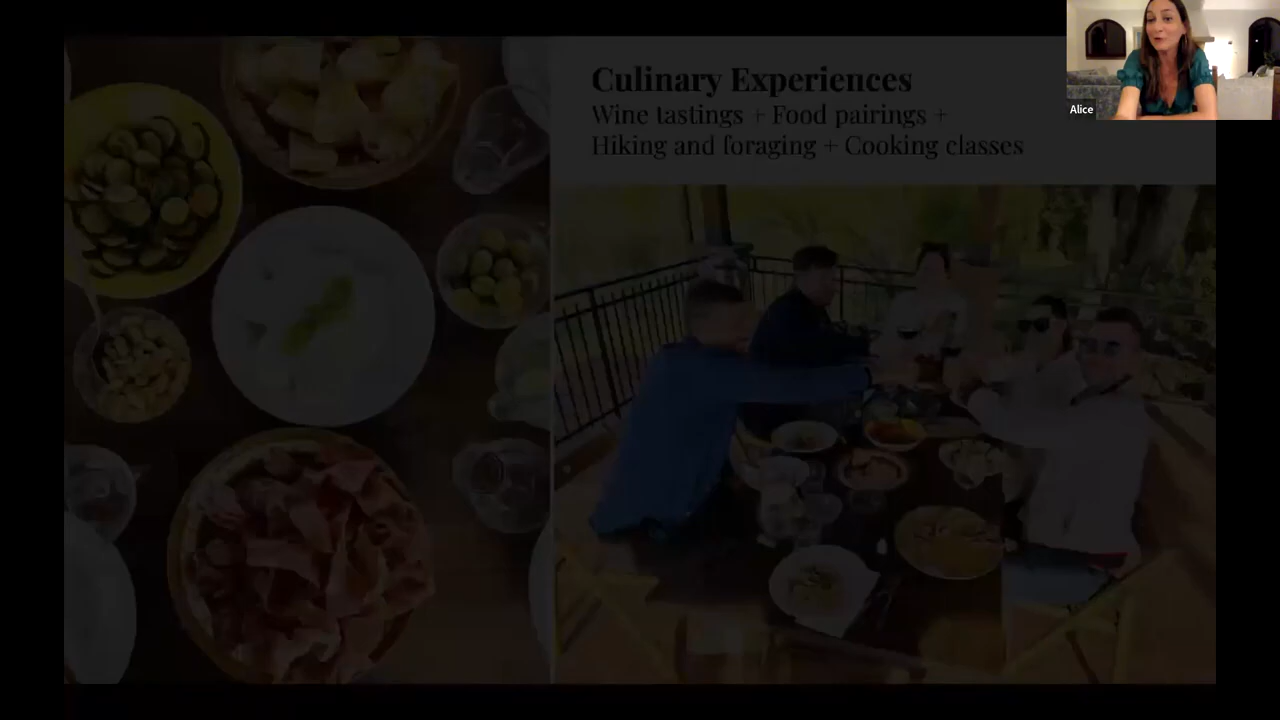 Culinary Experiences
Wine tastings + Food pairings +
Hiking and foraging + Cooking classes
Alice